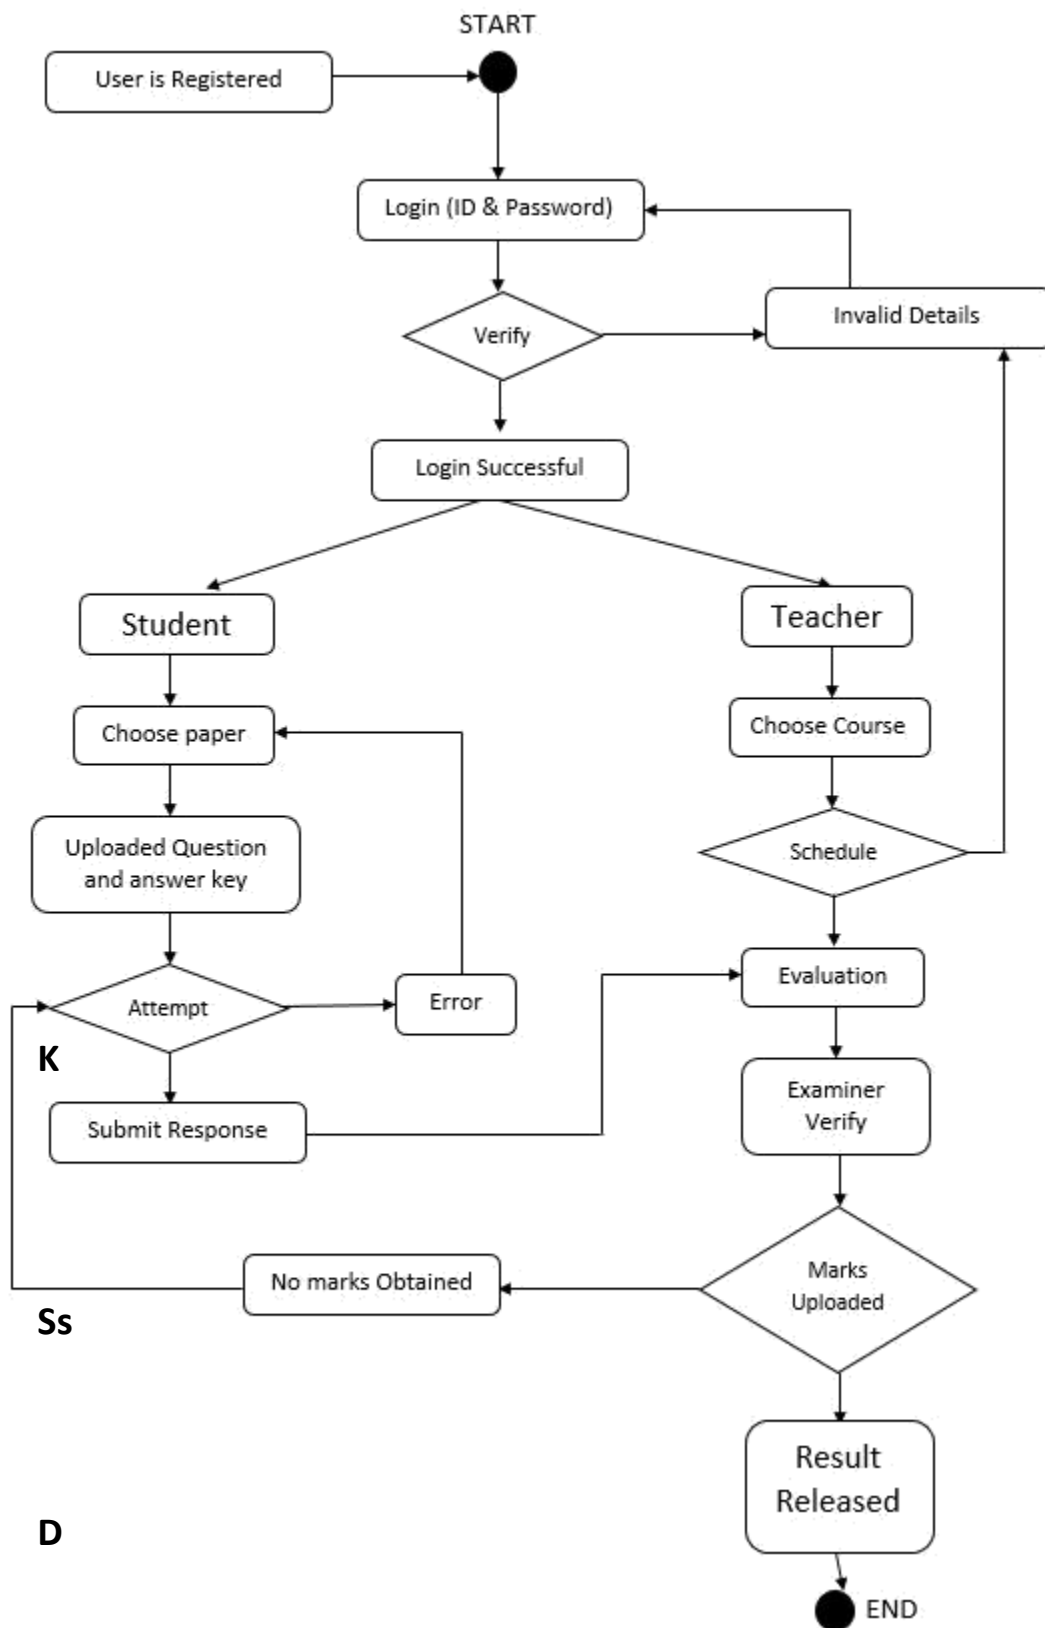 START
User is Registered
Login (ID & Password)
Invalid Details
Verify
Login Successful
Student
Teacher
Choose paper
Choose Course
Uploaded Question
and answer key
Schedule
Evaluation
Attempt
Error
K
Examiner
Verify
Submit Response
No marks Obtained
Marks
Uploaded
Ss
Result
Released
D
END